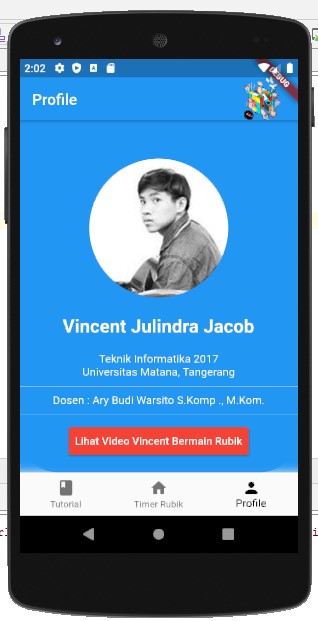 2:02
DEBUG
Profile
Vincent Julindra Jacob
Teknik Informatika 2017
Universitas Matana, Tangerang
Dosen : Ary Budi Warsito S.Komp ., M.Kom.
Lihat Video Vincent Bermain Rubik
Tutorial
Timer Rubik
Profile